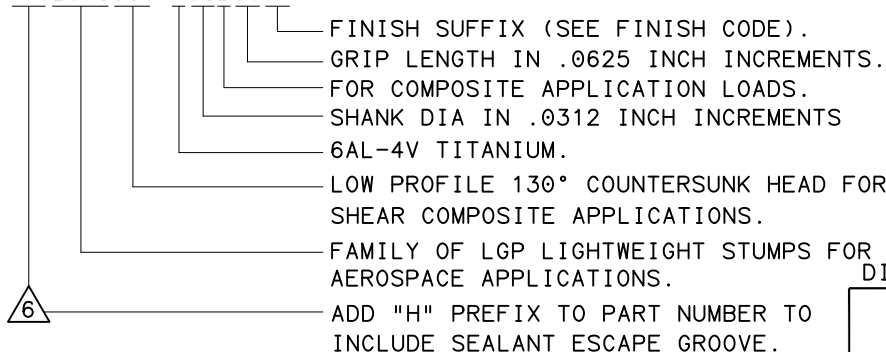 FINISH SUFFIX (SEE FINISH CODE).
GRIP LENGTH IN .0625 INCH INCREMENTS.
FOR COMPOSITE APPLICATION LOADS.
SHANK DIA IN .0312 INCH INCREMENTS
6AL-4V TITANIUM.
LOW PROFILE 130° COUNTERSUNK HEAD FOR
SHEAR COMPOSITE APPLICATIONS.
FAMILY OF LGP LIGHTWEIGHT STUMPS FOR
AEROSPACE APPLICATIONS.
6 ADD "H" PREFIX TO PART NUMBER TO
INCLUDE SEALANT ESCAPE GROOVE.